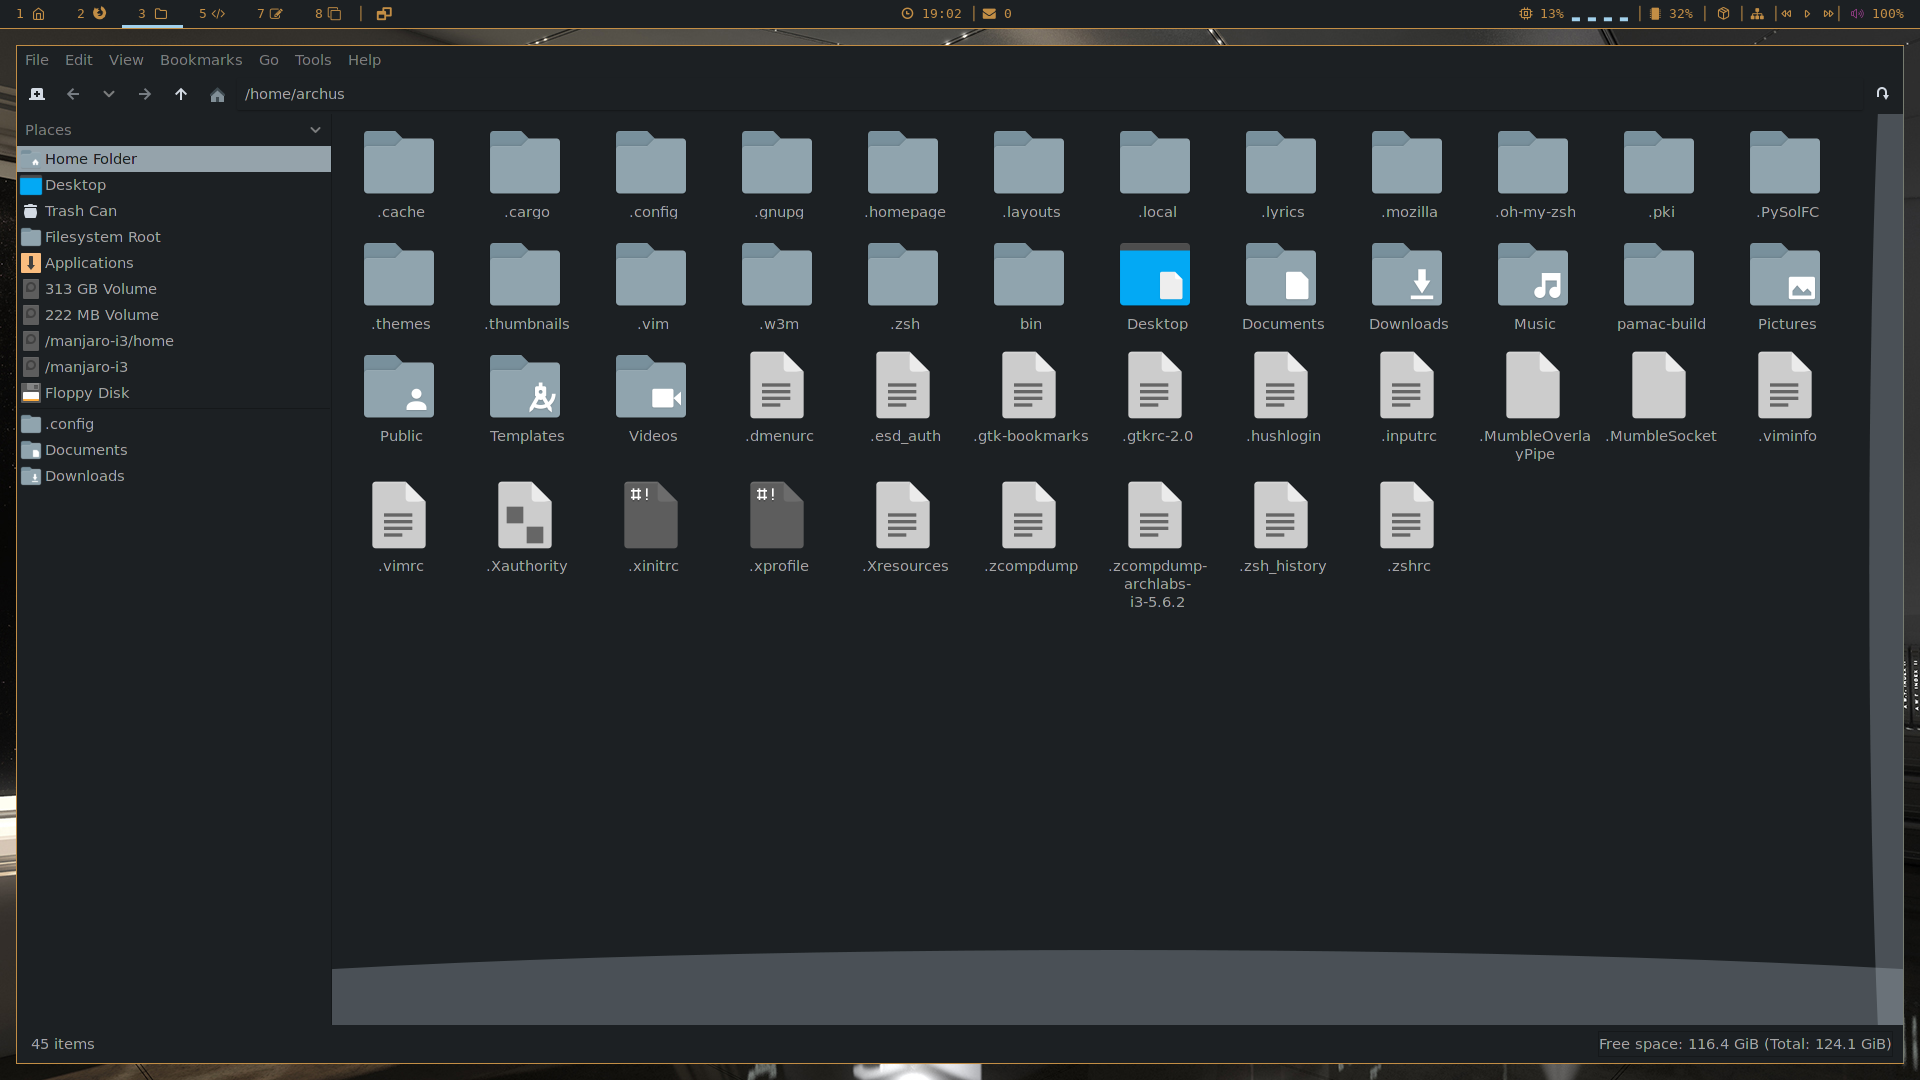 1 2 3 5 7 8 19:02 0 13% 32% 100%
File Edit View Bookmarks Go Tools Help
/home/archus
Places
Home Folder
Desktop
Trash Can
Filesystem Root
Applications
313 GB Volume
222 MB Volume
/manjaro-i3/home
/manjaro-i3
Floppy Disk
.config
Documents
Downloads
.cache .cargo .config .gnupg .homepage .layouts .local .lyrics .mozilla .oh-my-zsh .pki .PySolFC
.themes .thumbnails .vim .w3m .zsh bin Desktop Documents Downloads Music pamac-build Pictures
Public Templates Videos .dmenurc .esd_auth .gtk-bookmarks .gtkrc-2.0 .hushlogin .inputrc .MumbleOverla .MumbleSocket .viminfo
yPipe
#! #!
.vimrc .Xauthority .xinitrc .xprofile .Xresources .zcompdump .zcompdump- .zsh_history .zshrc
archlabs-
i3-5.6.2
45 items Free space: 116.4 GiB (Total: 124.1 GiB)